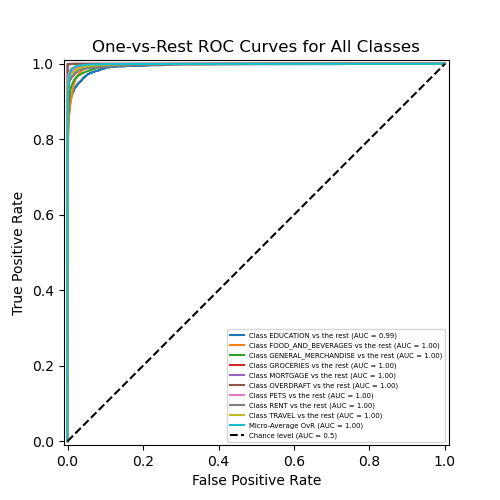 One-vs-Rest ROC Curves for All Classes
1.0
0.8
0.6
0.4
0.2
0.0
True Positive Rate
Class EDUCATION vs the rest (AUC = 0.99)
Class FOOD_AND_BEVERAGES vs the rest (AUC = 1.00)
Class GENERAL_MERCHANDISE vs the rest (AUC = 1.00)
Class GROCERIES vs the rest (AUC = 1.00)
Class MORTGAGE vs the rest (AUC = 1.00)
Class OVERDRAFT vs the rest (AUC = 1.00)
Class PETS vs the rest (AUC = 1.00)
Class RENT vs the rest (AUC = 1.00)
Class TRAVEL vs the rest (AUC = 1.00)
Micro-Average OvR (AUC = 1.00)
Chance level (AUC = 0.5)
0.0 0.2 0.4 0.6 0.8 1.0
False Positive Rate